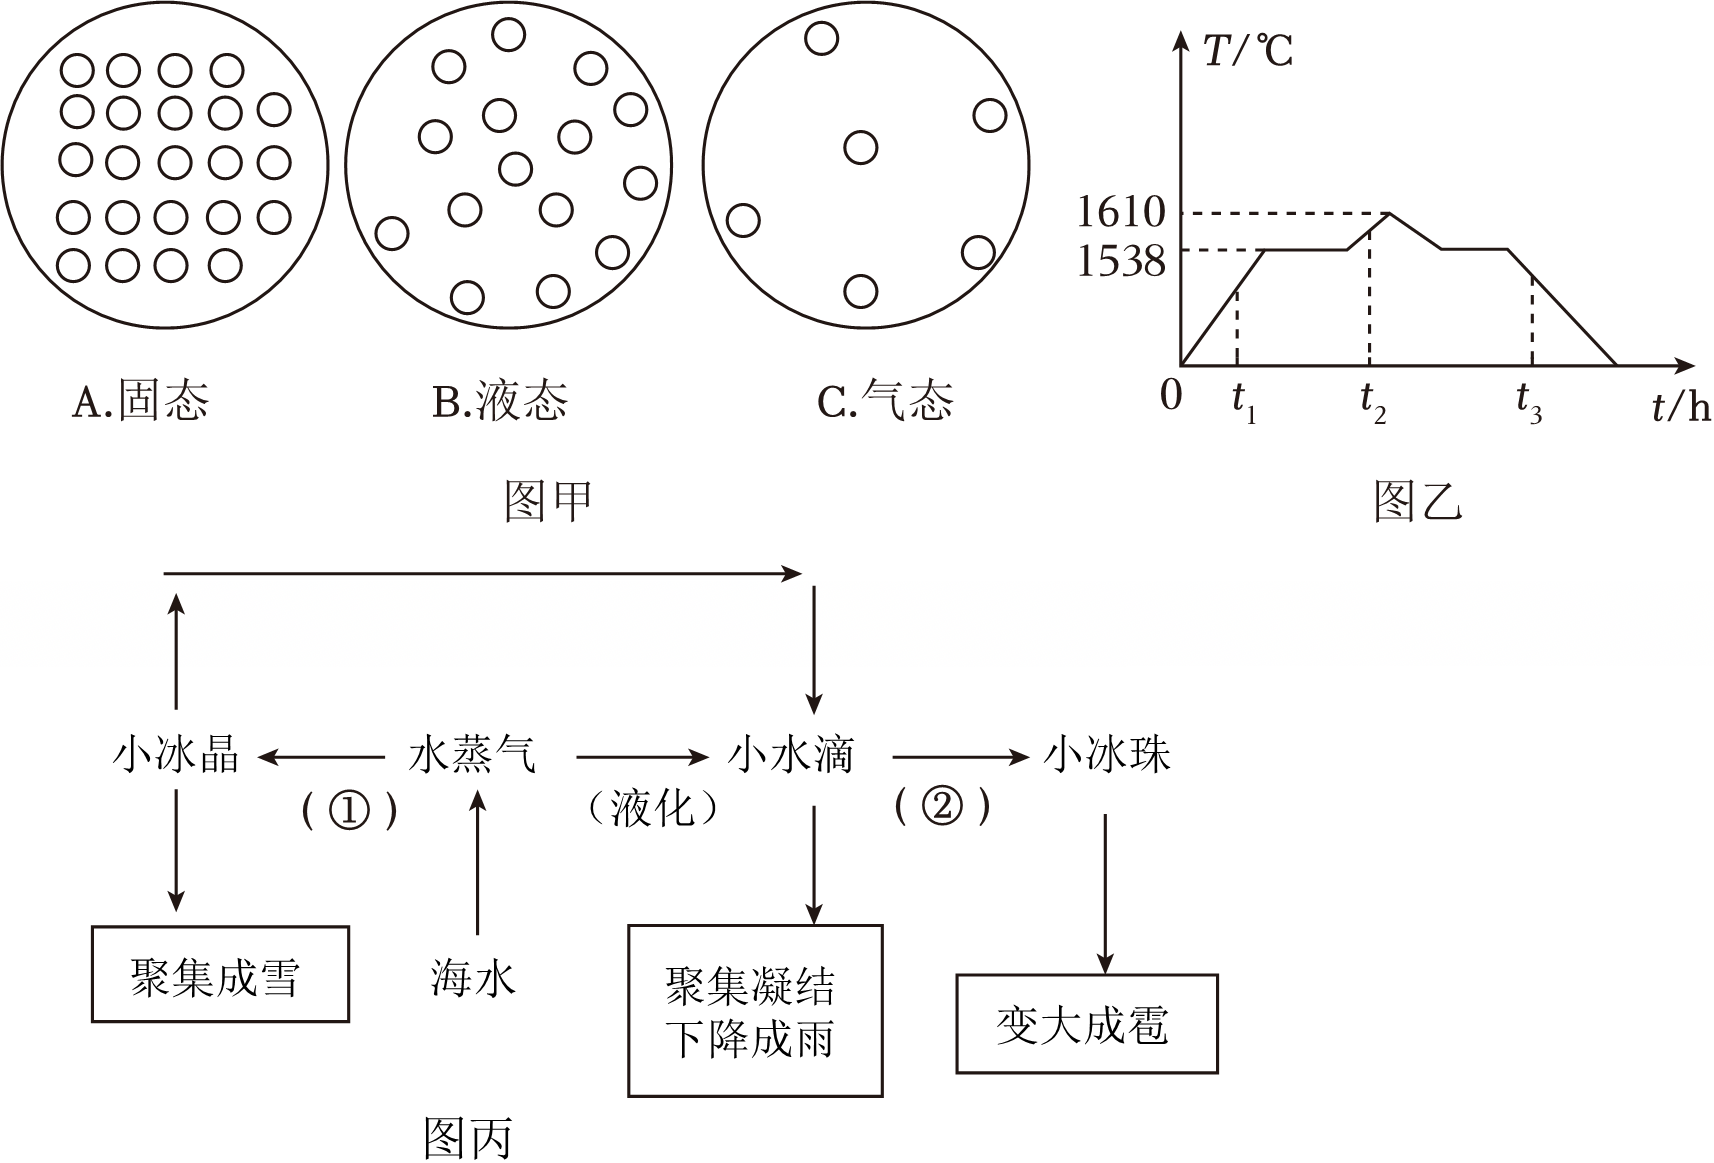 A.固态
B.液态
C.气态
图甲
T/℃
1610
1538
0
t1
t2
t3
t/h
图乙
小冰晶
水蒸气
小水滴
小冰珠
(①)
(液化)
(②)
聚集成雪
海水
聚集凝结
下降成雨
变大成雹
图丙